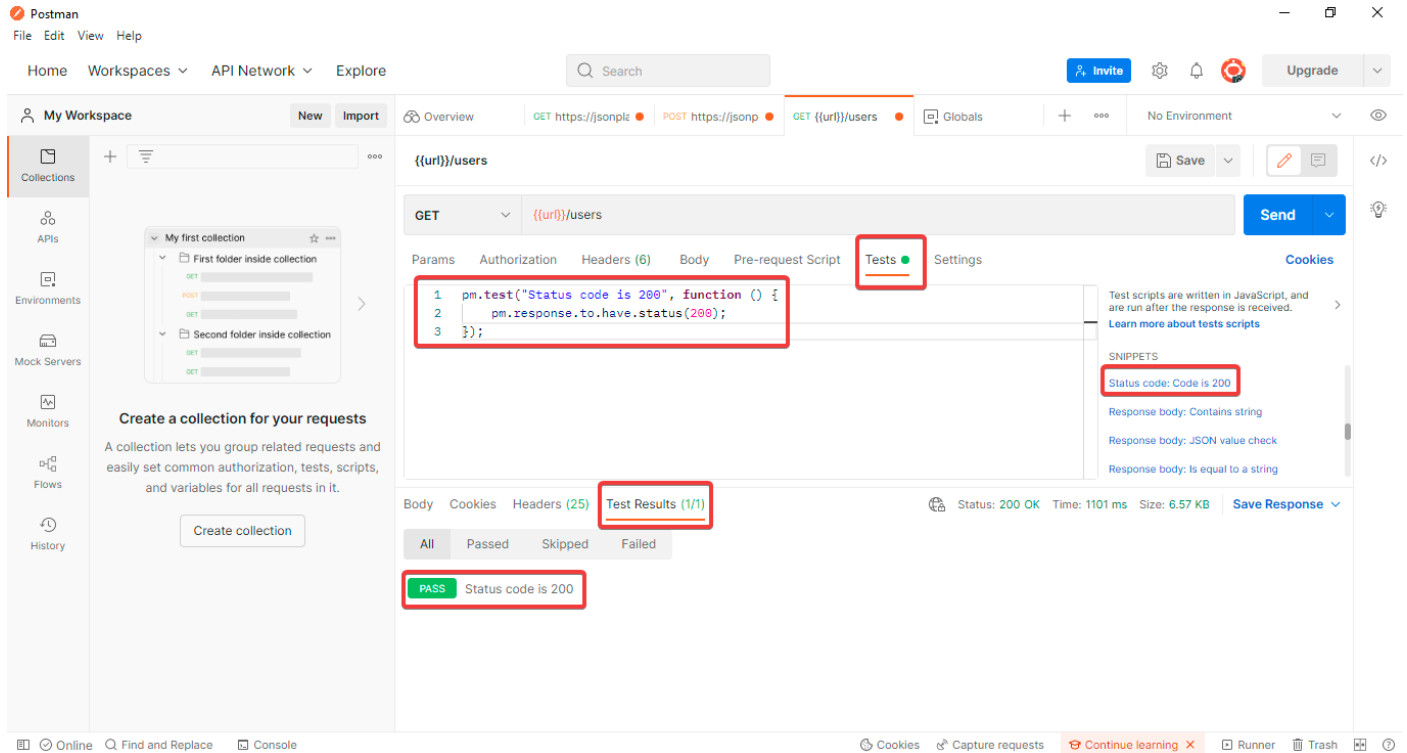 Postman
File Edit View Help
Home Workspaces API Network Explore Search Invite Upgrade
My Workspace New Import Overview GET https://jsonpla POST https://jsonp GET {{url}}/users Globals No Environment
Collections
{{url}}/users Save
GET {{url}}/users Send
APIs
My first collection
First folder inside collection
GET
POST
GET
Second folder inside collection
GET
GET
Params Authorization Headers (6) Body Pre-request Script Tests Settings Cookies
Environments
1 pm.test("Status code is 200", function () {
2 pm.response.to.have.status(200);
3 });
Test scripts are written in JavaScript, and
are run after the response is received.
Learn more about tests scripts
SNIPPETS
Status code: Code is 200
Response body: Contains string
Response body: JSON value check
Response body: Is equal to a string
Mock Servers
Monitors
Flows
History
Create a collection for your requests
A collection lets you group related requests and
easily set common authorization, tests, scripts,
and variables for all requests in it.
Create collection
Body Cookies Headers (25) Test Results (1/1) Status: 200 OK Time: 1101 ms Size: 6.57 KB Save Response
All Passed Skipped Failed
PASS Status code is 200
Online Find and Replace Console Cookies Capture requests Continue learning Runner Trash